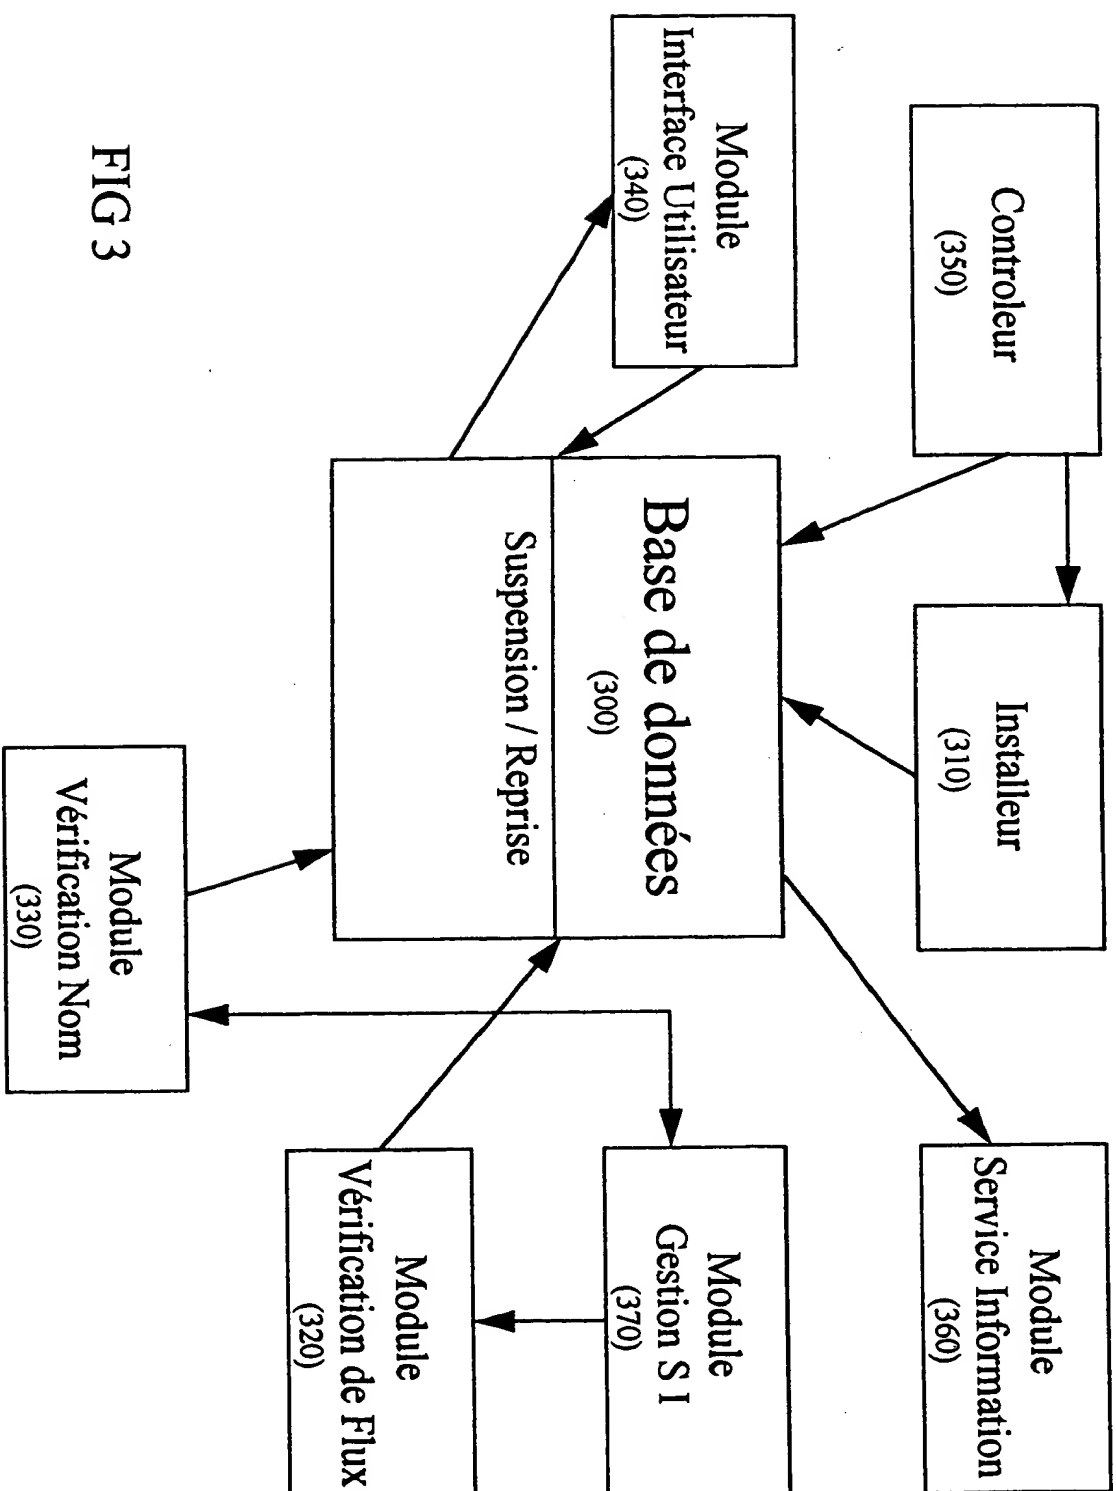 Controleur
(350)
Installeur
(310)
Module
Service Information
(360)
Module
Interface Utilisateur
(340)
Base de données
(300)
Suspension / Reprise
Module
Gestion S I
(370)
Module
Vérification de Flux
(320)
Module
Vérification Nom
(330)
FIG 3